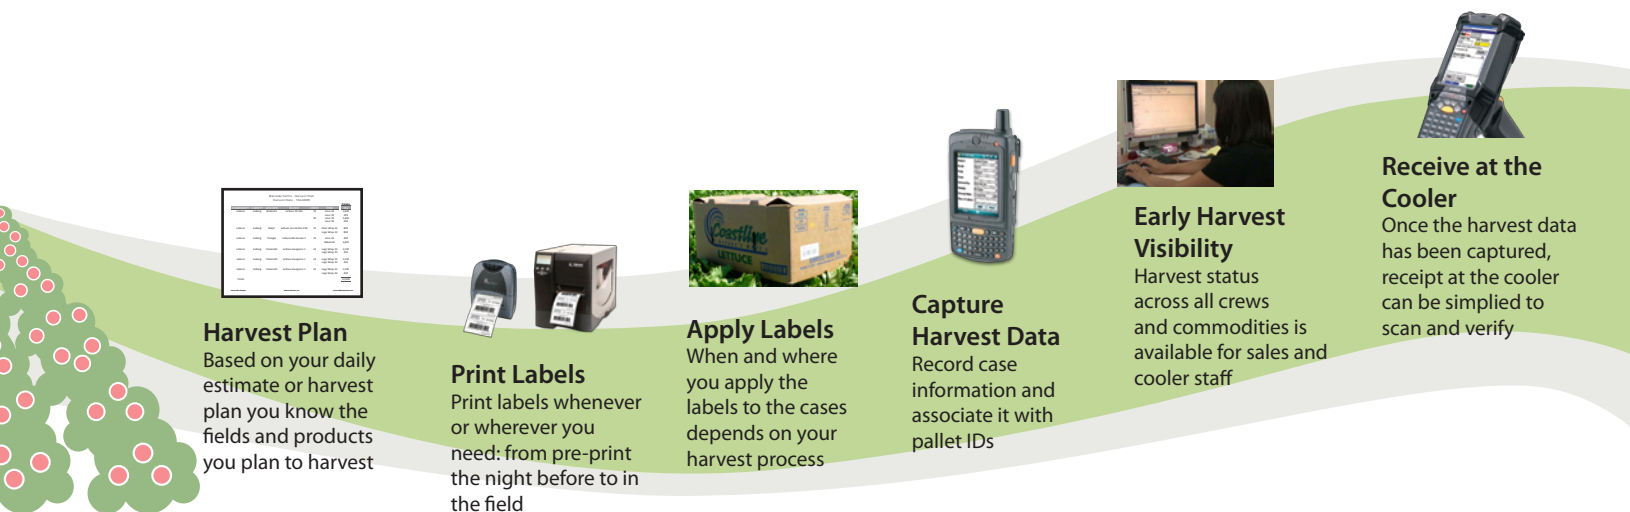 Harvest Plan
Based on your daily
estimate or harvest
plan you know the
fields and products
you plan to harvest
Print Labels
Print labels whenever
or wherever you
need: from pre-print
the night before to in
the field
Coastline
LETTUCE
Apply Labels
When and where
you apply the
labels to the cases
depends on your
harvest process
Capture
Harvest Data
Record case
information and
associate it with
pallet IDs
Early Harvest
Visibility
Harvest status
across all crews
and commodities is
available for sales and
cooler staff
Receive at the
Cooler
Once the harvest data
has been captured,
receipt at the cooler
can be simplied to
scan and verify